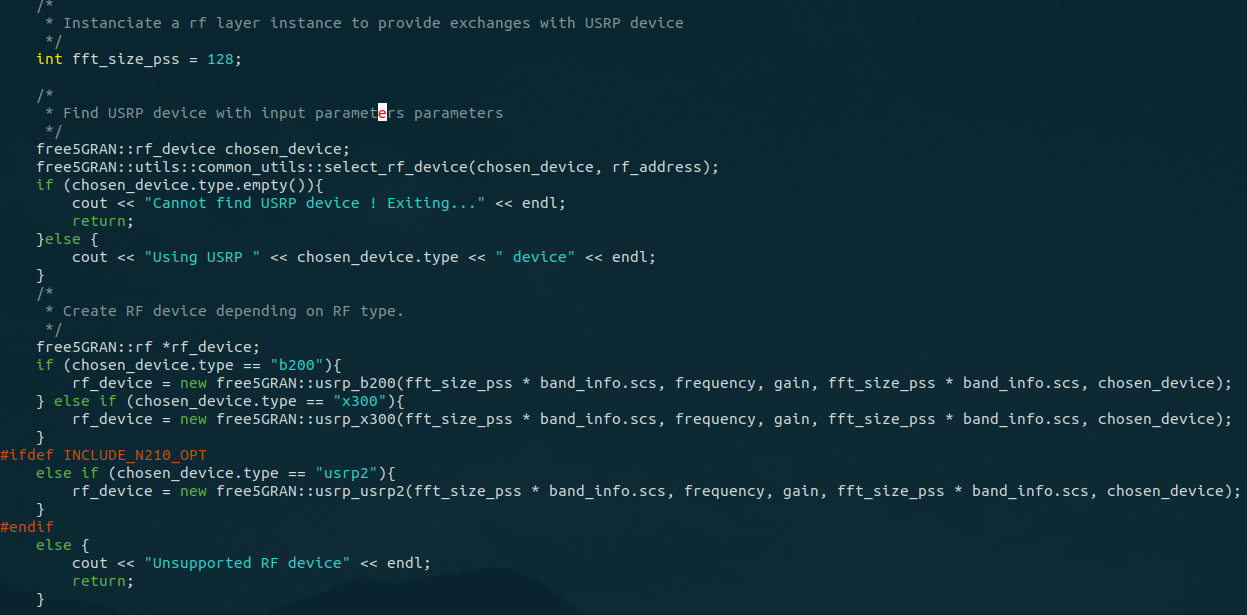 /*
 * Instanciate a rf layer instance to provide exchanges with USRP device
 */
int fft_size_pss = 128;

/*
 * Find USRP device with input parameters parameters
 */
free5GRAN::rf_device chosen_device;
free5GRAN::utils::common_utils::select_rf_device(chosen_device, rf_address);
if (chosen_device.type.empty()){
    cout << "Cannot find USRP device ! Exiting..." << endl;
    return;
}else {
    cout << "Using USRP " << chosen_device.type << " device" << endl;
}
/*
 * Create RF device depending on RF type.
 */
free5GRAN::rf *rf_device;
if (chosen_device.type == "b200"){
    rf_device = new free5GRAN::usrp_b200(fft_size_pss * band_info.scs, frequency, gain, fft_size_pss * band_info.scs, chosen_device);
} else if (chosen_device.type == "x300"){
    rf_device = new free5GRAN::usrp_x300(fft_size_pss * band_info.scs, frequency, gain, fft_size_pss * band_info.scs, chosen_device);
}
#ifdef INCLUDE_N210_OPT
else if (chosen_device.type == "usrp2"){
    rf_device = new free5GRAN::usrp_usrp2(fft_size_pss * band_info.scs, frequency, gain, fft_size_pss * band_info.scs, chosen_device);
}
#endif
else {
    cout << "Unsupported RF device" << endl;
    return;
}